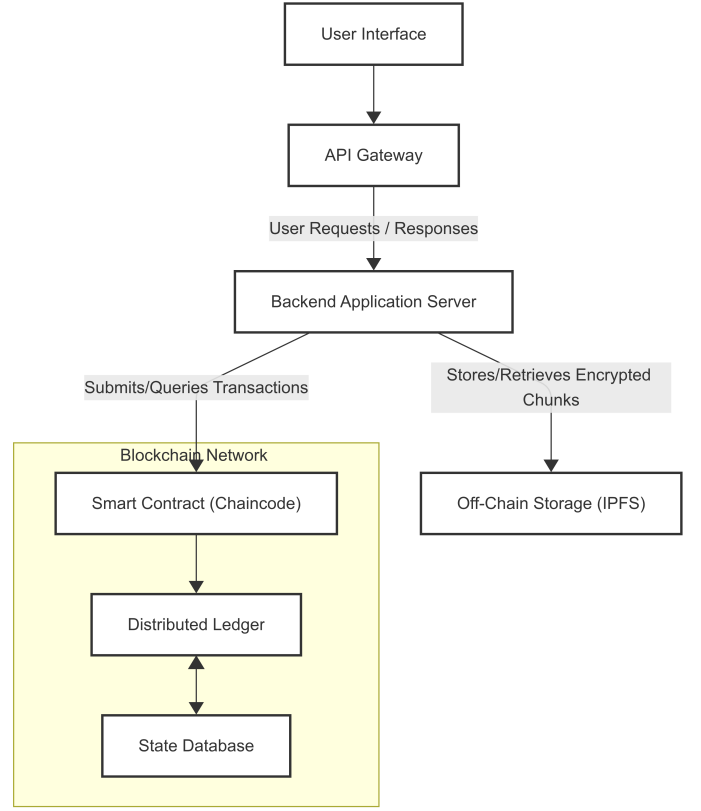 User Interface
API Gateway
User Requests / Responses
Backend Application Server
Submits/Queries Transactions
Stores/Retrieves Encrypted
Chunks
Blockchain Network
Smart Contract (Chaincode)
Off-Chain Storage (IPFS)
Distributed Ledger
State Database